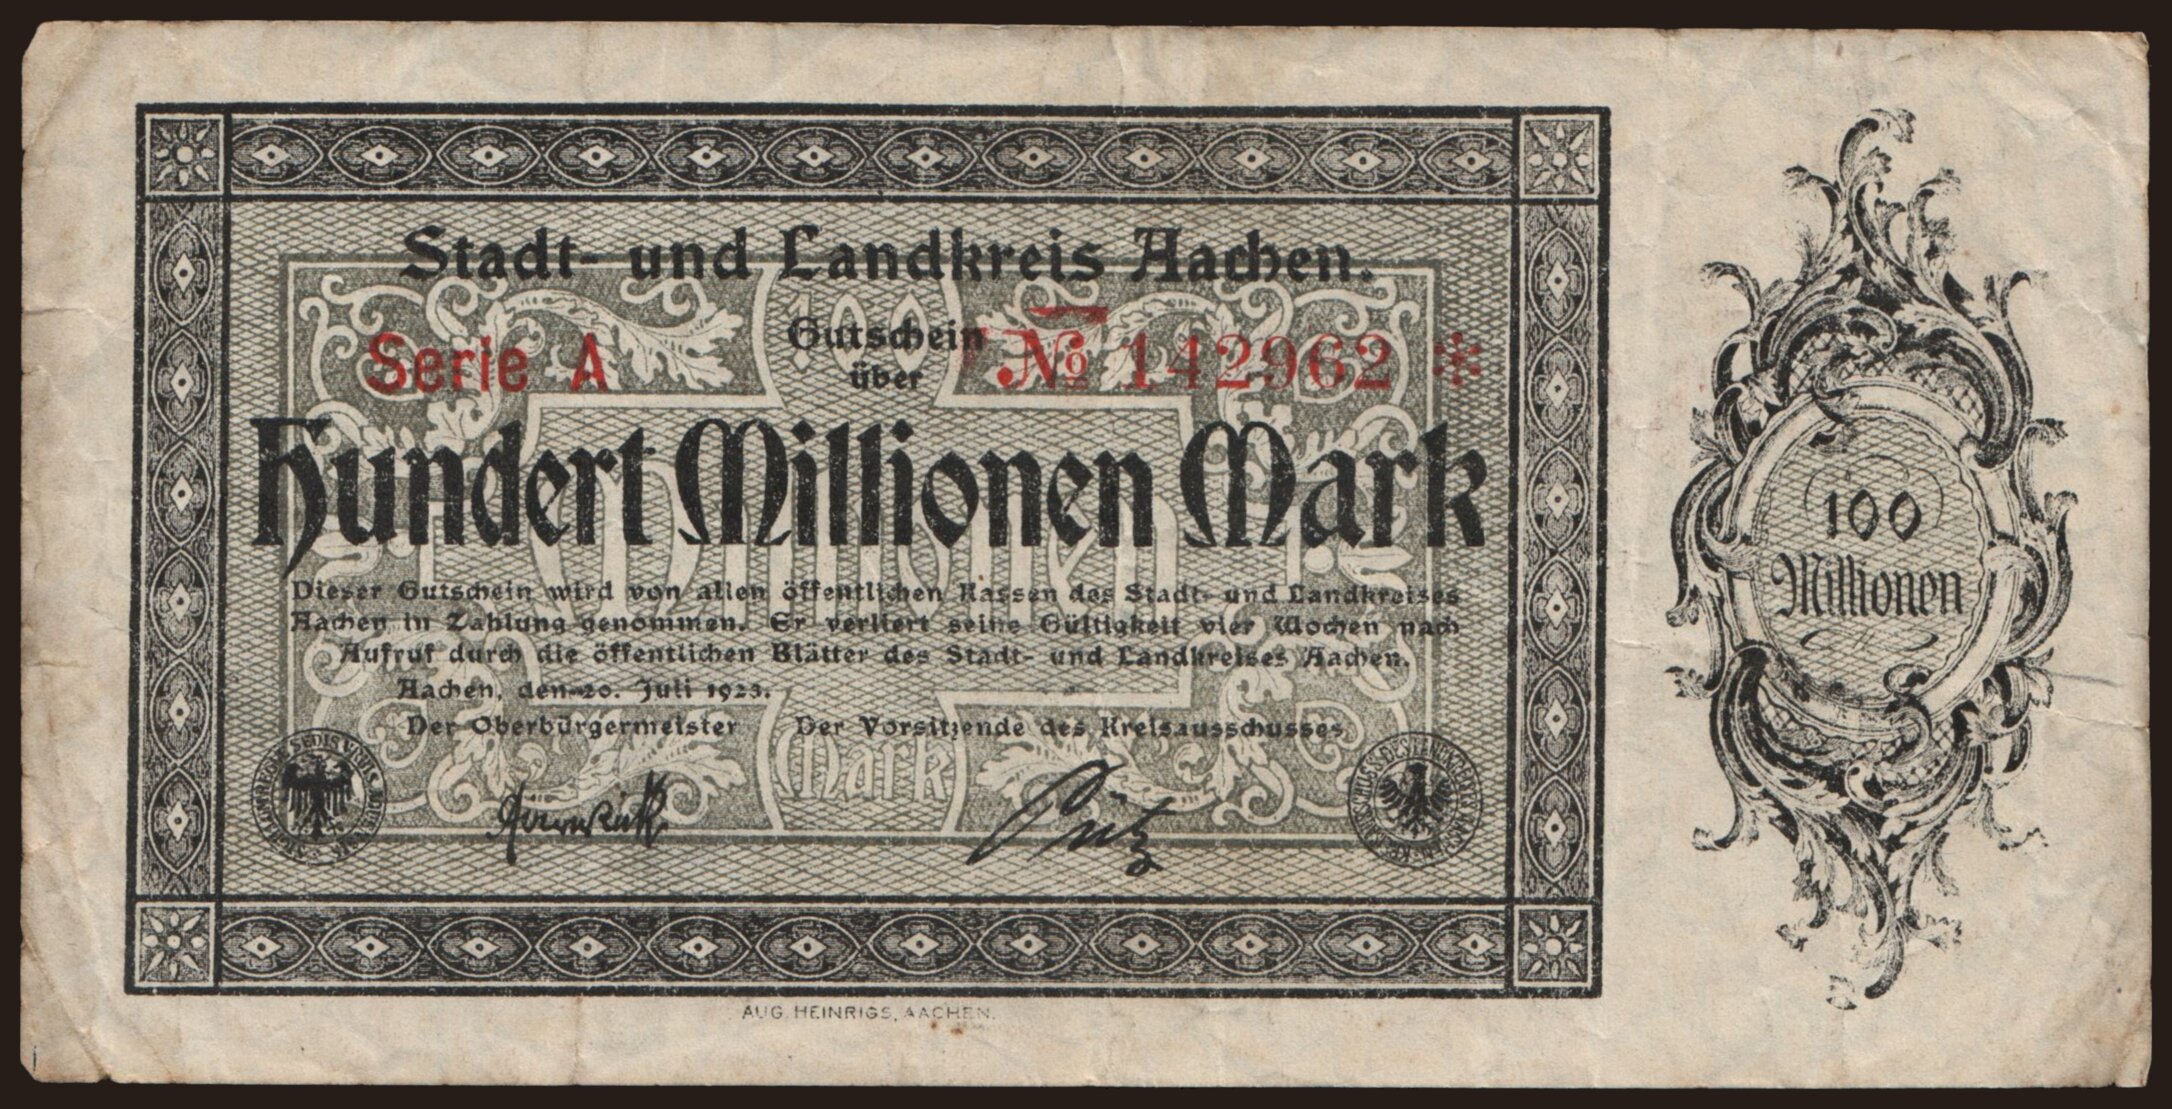 Stadt- und Landkreis Aachen.
Serie A
Gutschein
über
№ 142962 *
Hundert Millionen Mark
Dieser Gutschein wird von allen öffentlichen Kassen des Stadt- und Landkreises
Aachen in Zahlung genommen. Er verliert seine Gültigkeit vier Wochen nach
Aufruf durch die öffentlichen Blätter des Stadt- und Landkreises Aachen.
Aachen, den 20. Juli 1923.
Der Oberbürgermeister
Der Vorsitzende des Kreisausschusses
100
Millionen
Mark
AUG. HEINRIGS, AACHEN.
100
Millionen